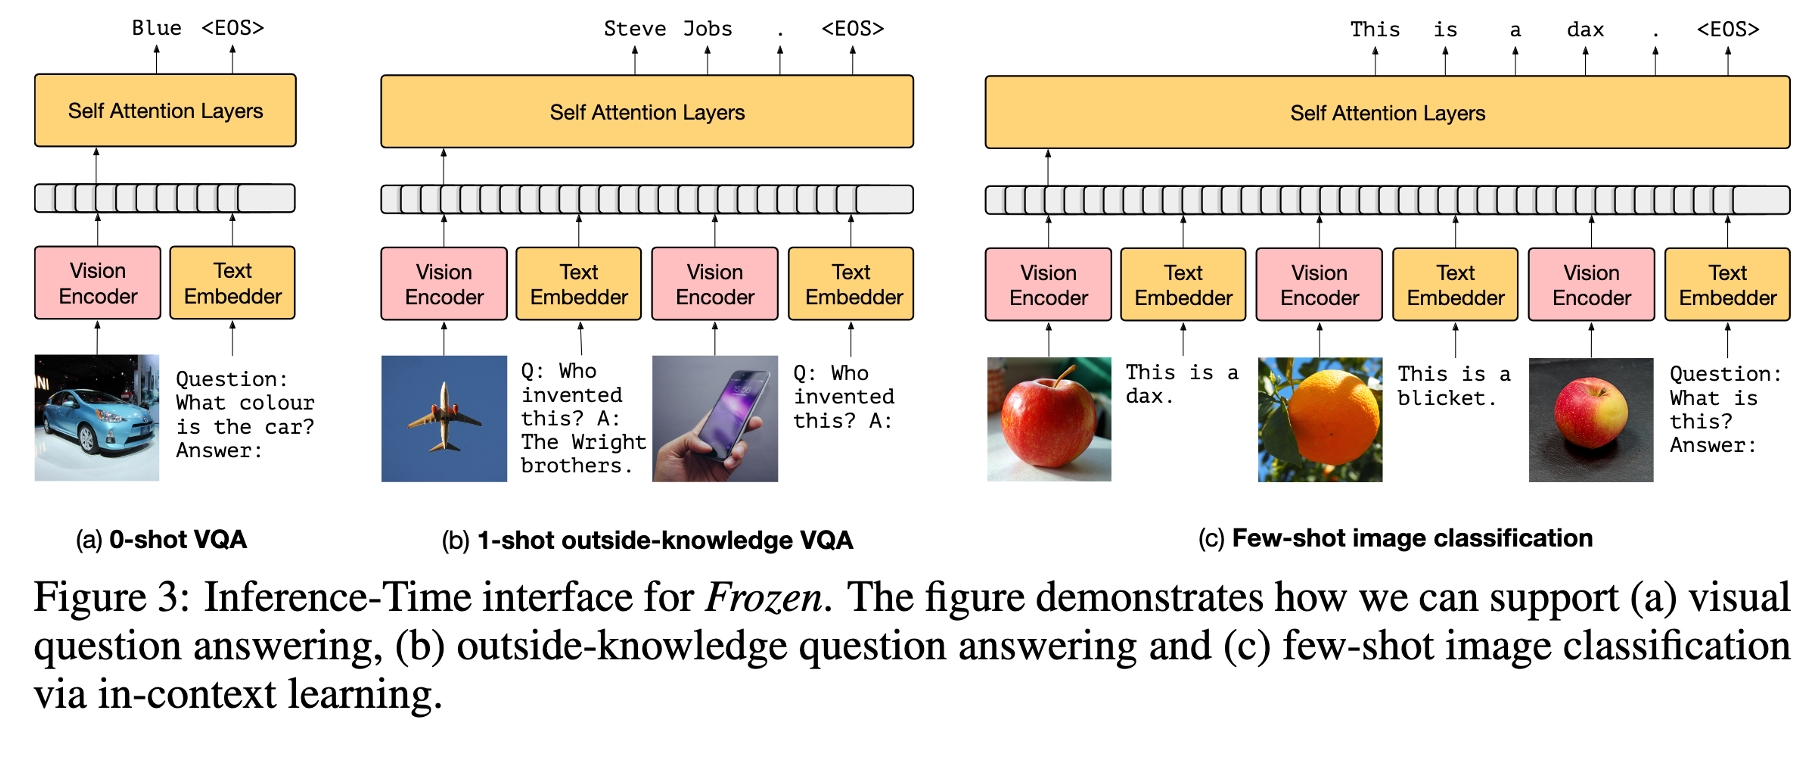 Blue <EOS>
Self Attention Layers
Vision
Encoder
Text
Embedder
Question:
What colour
is the car?
Answer:
(a) 0-shot VQA
Steve Jobs . <EOS>
Self Attention Layers
Vision
Encoder
Text
Embedder
Vision
Encoder
Text
Embedder
Q: Who
invented
this? A:
The Wright
brothers.
Q: Who
invented
this? A:
(b) 1-shot outside-knowledge VQA
This is a dax . <EOS>
Self Attention Layers
Vision
Encoder
Text
Embedder
Vision
Encoder
Text
Embedder
Vision
Encoder
Text
Embedder
This is a
dax.
This is a
blicket.
Question:
What is
this?
Answer:
(c) Few-shot image classification
Figure 3: Inference-Time interface for Frozen. The figure demonstrates how we can support (a) visual
question answering, (b) outside-knowledge question answering and (c) few-shot image classification
via in-context learning.